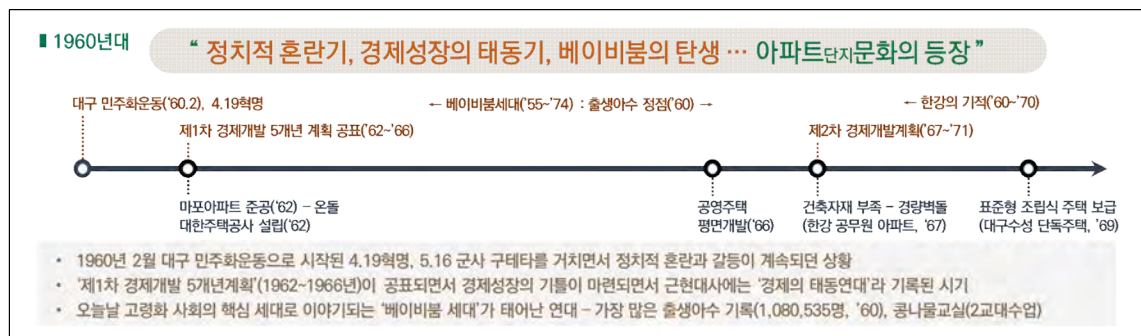 1960년대
“ 정치적 혼란기, 경제성장의 태동기, 베이비붐의 탄생 … 아파트단지문화의 등장 ”
대구 민주화운동(‘60.2), 4.19혁명
← 베이비붐세대(’55~’74) : 출생아수 정점(‘60) →
← 한강의 기적(‘60~’70)
제1차 경제개발 5개년 계획 공표(‘62~‘66)
제2차 경제개발계획(‘67~’71)
마포아파트 준공(‘62) – 온돌
대한주택공사 설립(‘62)
공영주택
평면개발(‘66)
건축자재 부족 – 경량벽돌
(한강 공무원 아파트, ‘67)
표준형 조립식 주택 보급
(대구수성 단독주택, ’69)
• 1960년 2월 대구 민주화운동으로 시작된 4.19혁명, 5.16 군사 구테타를 거치면서 정치적 혼란과 갈등이 계속되던 상황
• ‘제1차 경제개발 5개년계획’(1962~1966년)이 공표되면서 경제성장의 기틀이 마련되면서 근현대사에는 ‘경제의 태동연대’라 기록된 시기
• 오늘날 고령화 사회의 핵심 세대로 이야기되는 ‘베이비붐 세대’가 태어난 연대 – 가장 많은 출생아수 기록(1,080,535명, ’60), 콩나물교실(2교대수업)